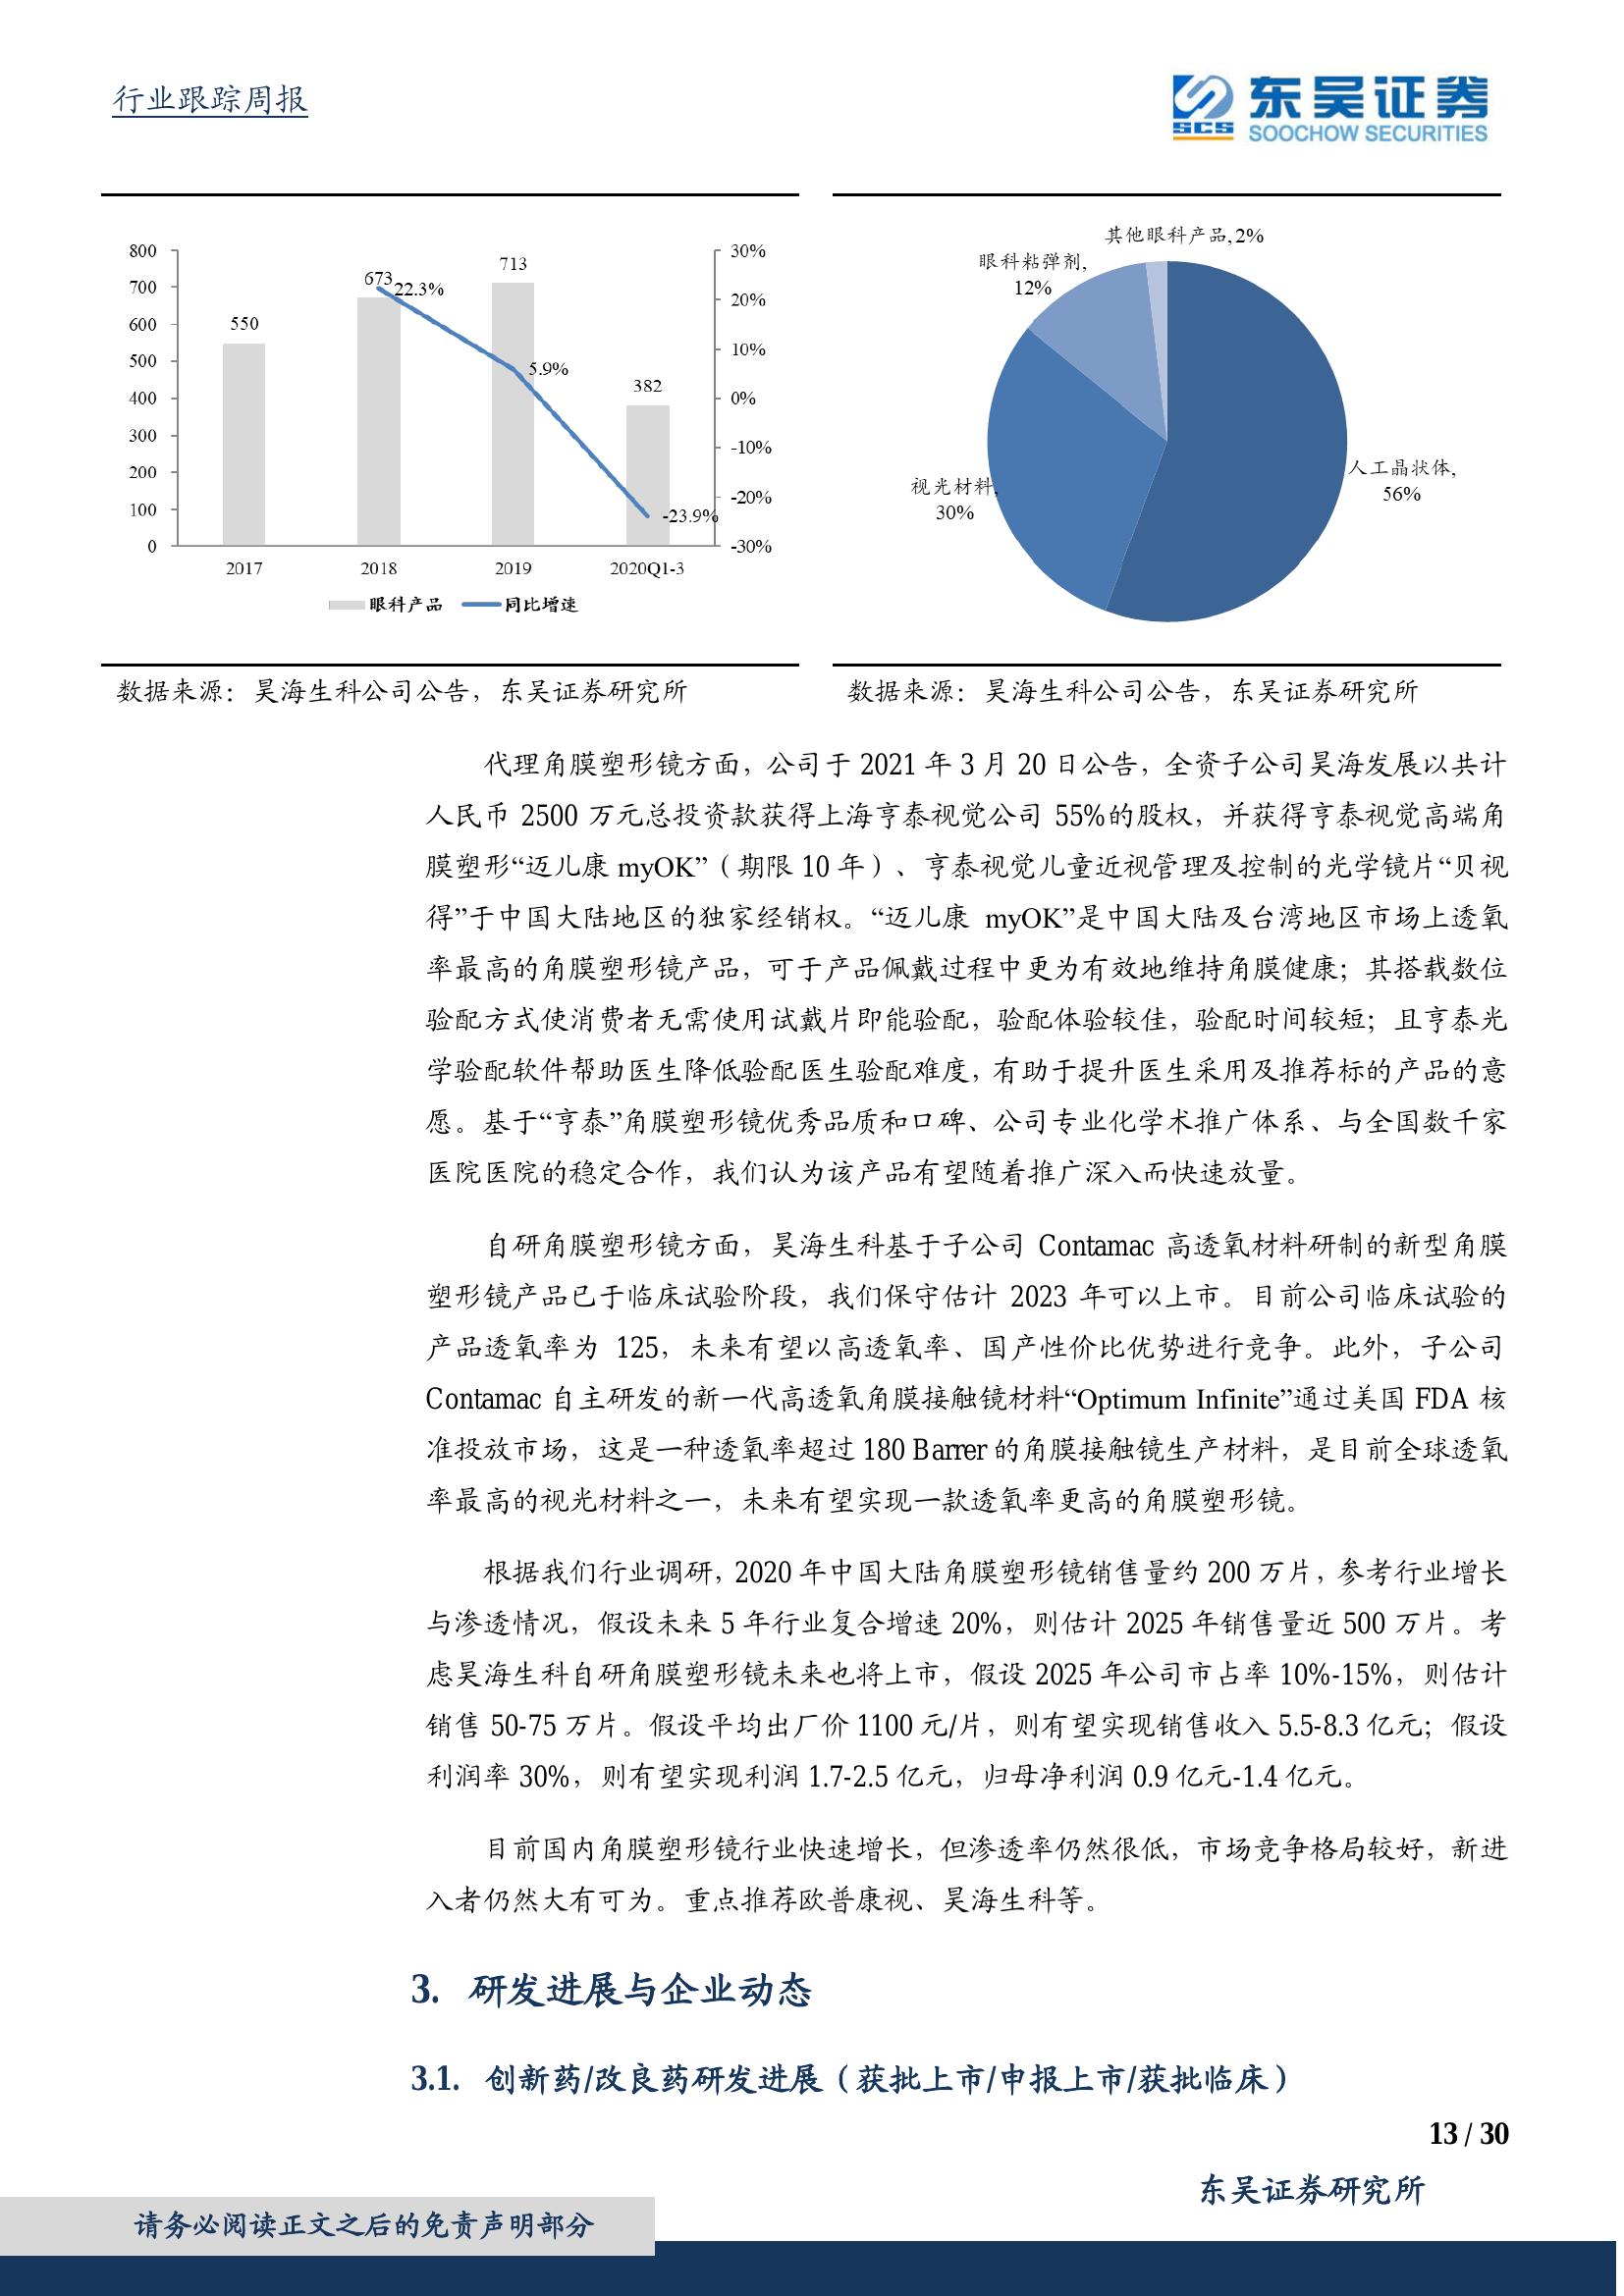 行业跟踪周报
东吴证券
SCS
SOOCHOW SECURITIES
800
700
600
500
400
300
200
100
0
550
673
22.3%
713
5.9%
382
-23.9%
30%
20%
10%
0%
-10%
-20%
-30%
2017
2018
2019
2020Q1-3
眼科产品
同比增速
其他眼科产品, 2%
眼科粘弹剂,
12%
视光材料,
30%
人工晶状体,
56%
数据来源：昊海生科公司公告，东吴证券研究所
数据来源：昊海生科公司公告，东吴证券研究所
代理角膜塑形镜方面，公司于 2021 年 3 月 20 日公告，全资子公司昊海发展以共计
人民币 2500 万元总投资款获得上海亨泰视觉公司 55%的股权，并获得亨泰视觉高端角
膜塑形“迈儿康 myOK”（期限 10 年）、亨泰视觉儿童近视管理及控制的光学镜片“贝视
得”于中国大陆地区的独家经销权。“迈儿康 myOK”是中国大陆及台湾地区市场上透氧
率最高的角膜塑形镜产品，可于产品佩戴过程中更为有效地维持角膜健康；其搭载数位
验配方式使消费者无需使用试戴片即能验配，验配体验较佳，验配时间较短；且亨泰光
学验配软件帮助医生降低验配医生验配难度，有助于提升医生采用及推荐标的产品的意
愿。基于“亨泰”角膜塑形镜优秀品质和口碑、公司专业化学术推广体系、与全国数千家
医院医院的稳定合作，我们认为该产品有望随着推广深入而快速放量。
自研角膜塑形镜方面，昊海生科基于子公司 Contamac 高透氧材料研制的新型角膜
塑形镜产品已于临床试验阶段，我们保守估计 2023 年可以上市。目前公司临床试验的
产品透氧率为 125，未来有望以高透氧率、国产性价比优势进行竞争。此外，子公司
Contamac 自主研发的新一代高透氧角膜接触镜材料“Optimum Infinite”通过美国 FDA 核
准投放市场，这是一种透氧率超过 180 Barrer 的角膜接触镜生产材料，是目前全球透氧
率最高的视光材料之一，未来有望实现一款透氧率更高的角膜塑形镜。
根据我们行业调研，2020 年中国大陆角膜塑形镜销售量约 200 万片，参考行业增长
与渗透情况，假设未来 5 年行业复合增速 20%，则估计 2025 年销售量近 500 万片。考
虑昊海生科自研角膜塑形镜未来也将上市，假设 2025 年公司市占率 10%-15%，则估计
销售 50-75 万片。假设平均出厂价 1100 元/片，则有望实现销售收入 5.5-8.3 亿元；假设
利润率 30%，则有望实现利润 1.7-2.5 亿元，归母净利润 0.9 亿元-1.4 亿元。
目前国内角膜塑形镜行业快速增长，但渗透率仍然很低，市场竞争格局较好，新进
入者仍然大有可为。重点推荐欧普康视、昊海生科等。
3. 研发进展与企业动态
3.1. 创新药/改良药研发进展（获批上市/申报上市/获批临床）
13 / 30
东吴证券研究所
请务必阅读正文之后的免责声明部分